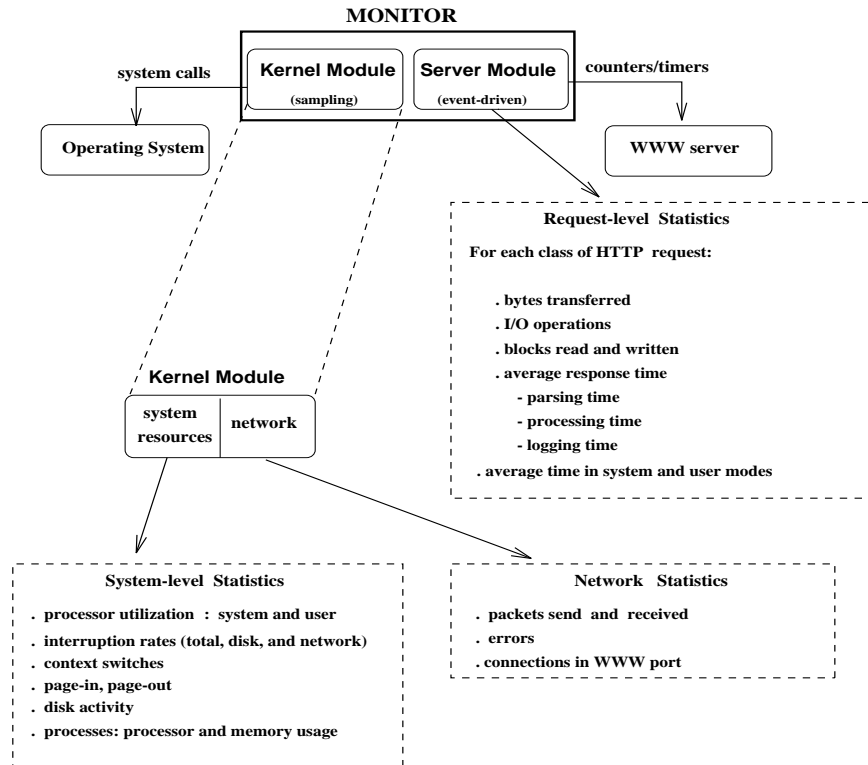 MONITOR
system calls
Kernel Module
(sampling)
Server Module
(event-driven)
counters/timers
Operating System
WWW server
Request-level Statistics
For each class of HTTP request:
. bytes transferred
. I/O operations
. blocks read and written
. average response time
- parsing time
- processing time
- logging time
. average time in system and user modes
Kernel Module
system
resources
network
System-level Statistics
. processor utilization : system and user
. interruption rates (total, disk, and network)
. context switches
. page-in, page-out
. disk activity
. processes: processor and memory usage
Network Statistics
. packets send and received
. errors
. connections in WWW port